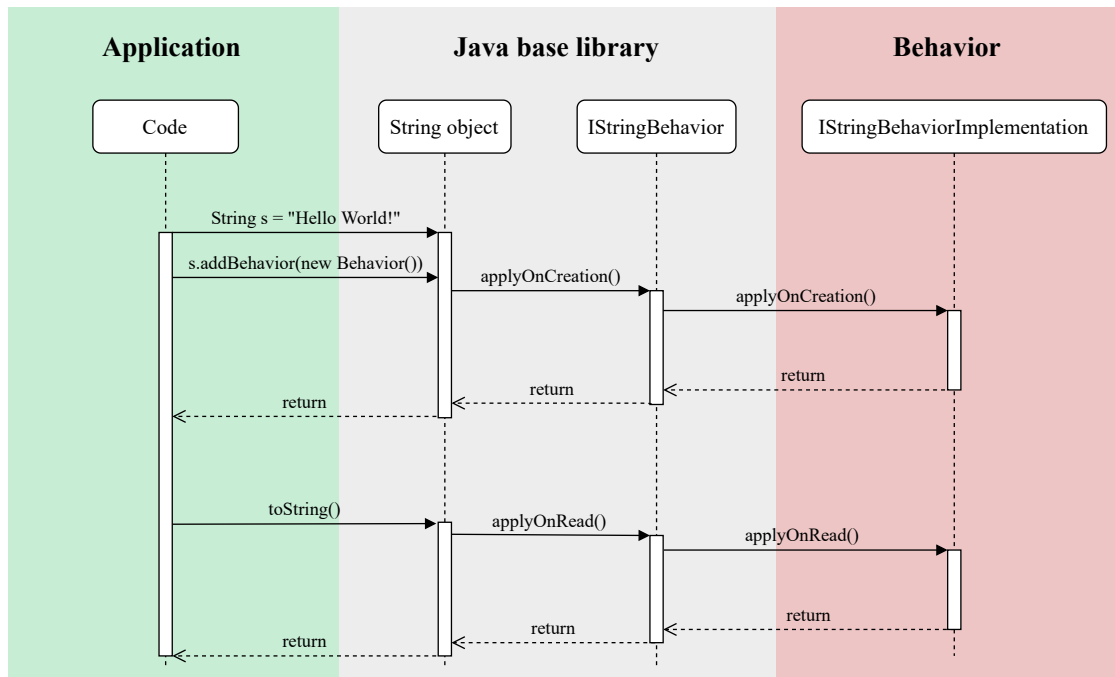 Application
Java base library
Behavior
Code
String object
IStringBehavior
IStringBehaviorImplementation
String s = "Hello World!"
s.addBehavior(new Behavior())
applyOnCreation()
applyOnCreation()
return
return
return
toString()
applyOnRead()
applyOnRead()
return
return
return